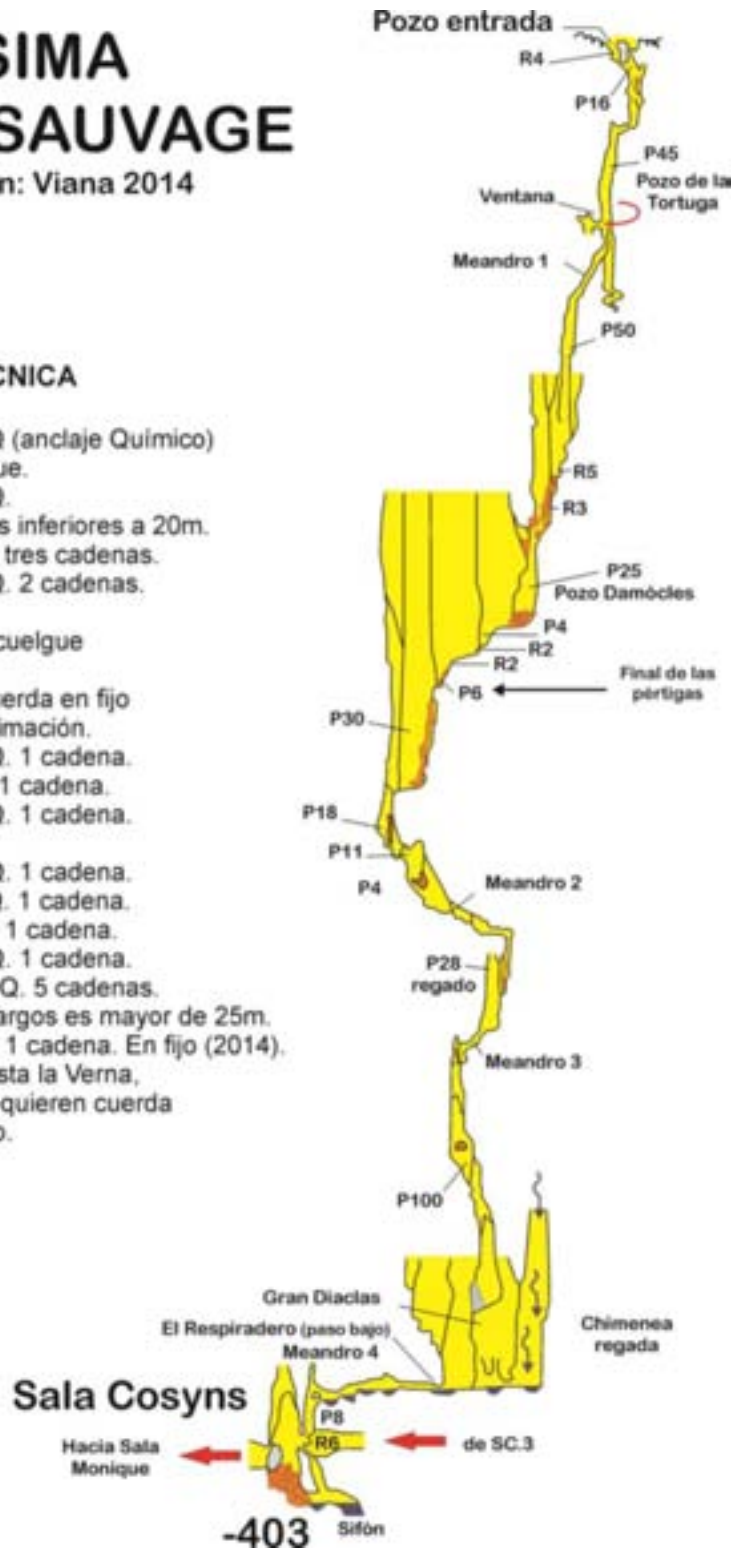 SIMA
SAUVAGE
n: Viana 2014
CNICA
Q (anclaje Químico)
ue.
Q.
s inferiores a 20m.
tres cadenas.
Q. 2 cadenas.
cuelgue
uerda en fijo
ximación.
Q. 1 cadena.
1 cadena.
Q. 1 cadena.
Q. 1 cadena.
Q. 1 cadena.
1 cadena.
Q. 1 cadena.
Q. 5 cadenas.
argos es mayor de 25m.
1 cadena. En fijo (2014).
sta la Verna,
quieren cuerda
o.
Pozo entrada
R4
P16
P45
Pozo de la
Tortuga
Ventana
Meandro 1
P50
R5
R3
P25
Pozo Damòcles
P4
R2
R2
P6
Final de las
pértigas
P30
P18
P11
P4
Meandro 2
P28
regado
Meandro 3
P100
Gran Diaclas
El Respiradero (paso bajo)
Meandro 4
Chimenea
regada
Sala Cosyns
P8
R6
Hacia Sala
Monique
de SC.3
-403
Sifón